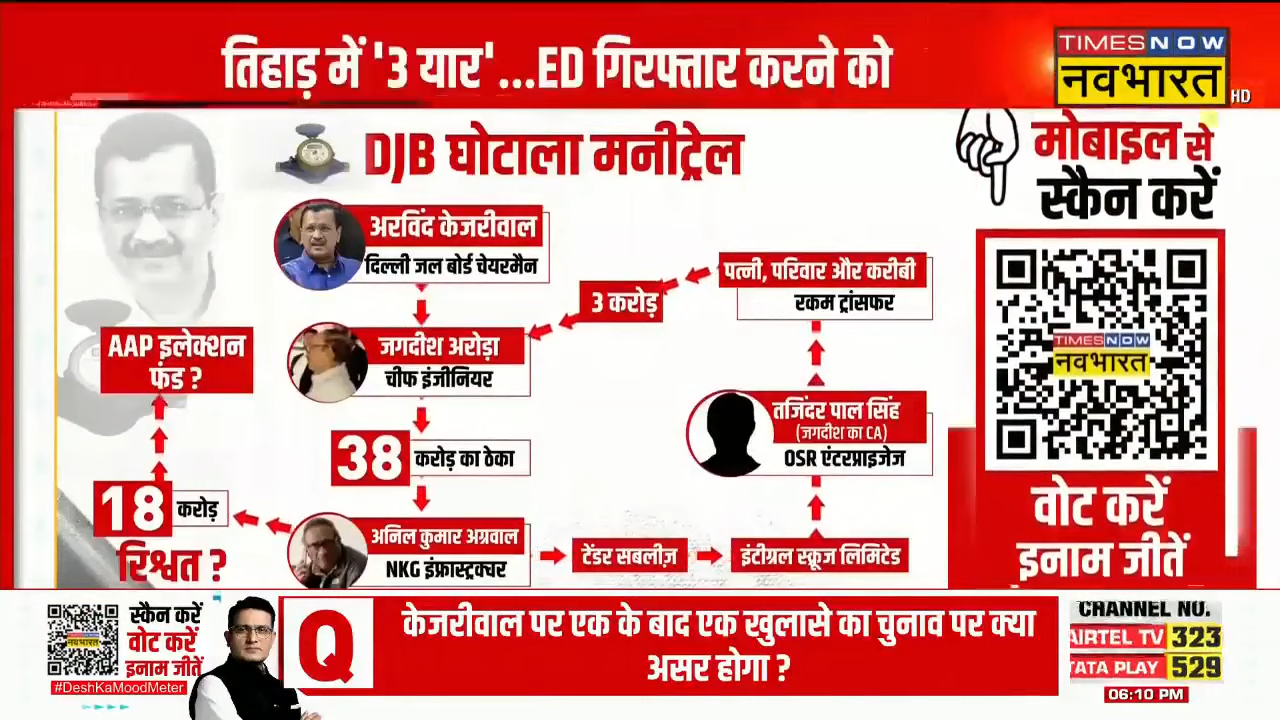 तिहाड़ में '3 यार'...ED गिरफ्तार करने को
TIMES NOW
नवभारत
HD
DJB घोटाला मनीट्रेल
अरविंद केजरीवाल
दिल्ली जल बोर्ड चेयरमैन
जगदीश अरोड़ा
चीफ इंजीनियर
38 करोड़ का ठेका
अनिल कुमार अग्रवाल
NKG इंफ्रास्ट्रक्चर
AAP इलेक्शन
फंड ?
18 करोड़
रिश्वत ?
टेंडर सबलीज़
इंटीग्रल स्क्रूज लिमिटेड
तजिंदर पाल सिंह
(जगदीश का CA)
OSR एंटरप्राइजेज
पत्नी, परिवार और करीबी
रकम ट्रांसफर
3 करोड़
मोबाइल से
स्कैन करें
TIMES NOW
नवभारत
वोट करें
इनाम जीतें
स्कैन करें
वोट करें
इनाम जीतें
#DeshKaMoodMeter
Q
केजरीवाल पर एक के बाद एक खुलासे का चुनाव पर क्या
असर होगा ?
CHANNEL NO.
AIRTEL TV 323
TATA PLAY 529
06:10 PM